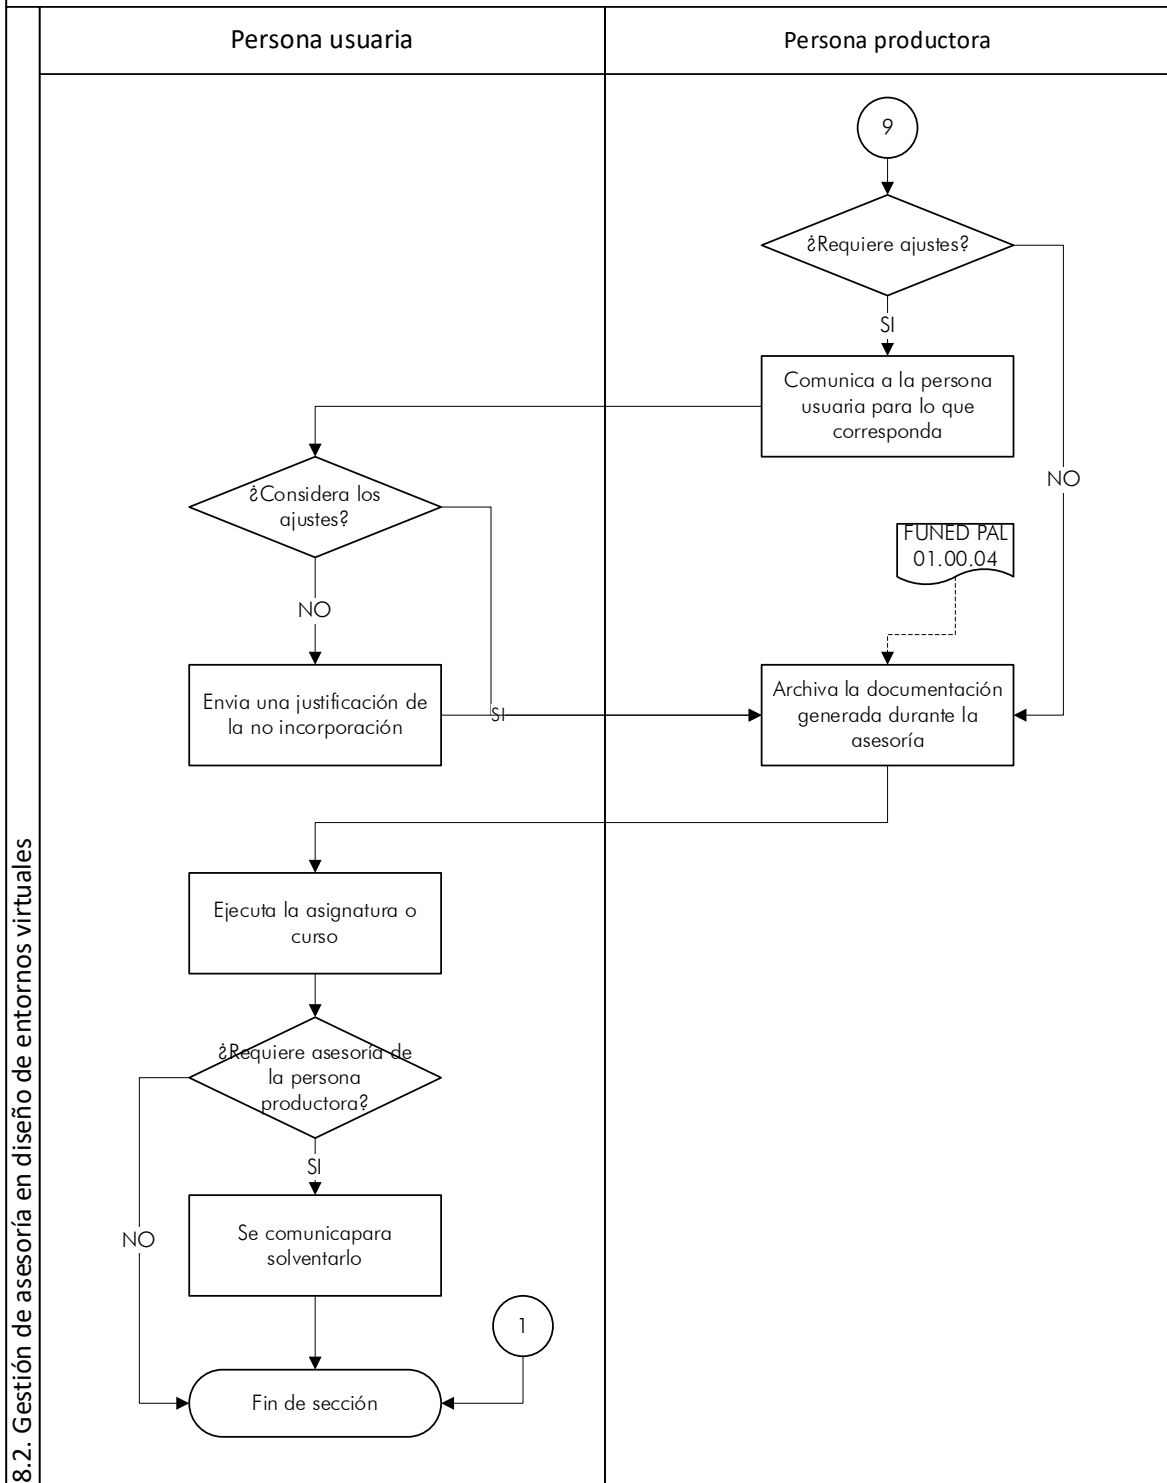 Persona usuaria
Persona productora
9
¿Requiere ajustes?
SI
Comunica a la persona
usuaria para lo que
corresponda
NO
¿Considera los
ajustes?
NO
FUNED PAL
01.00.04
Envia una justificación de
la no incorporación
SI
Archiva la documentación
generada durante la
asesoría
Ejecuta la asignatura o
curso
¿Requiere asesoría de
la persona
productora?
SI
NO
Se comunicapara
solventarlo
1
Fin de sección
8.2. Gestión de asesoría en diseño de entornos virtuales